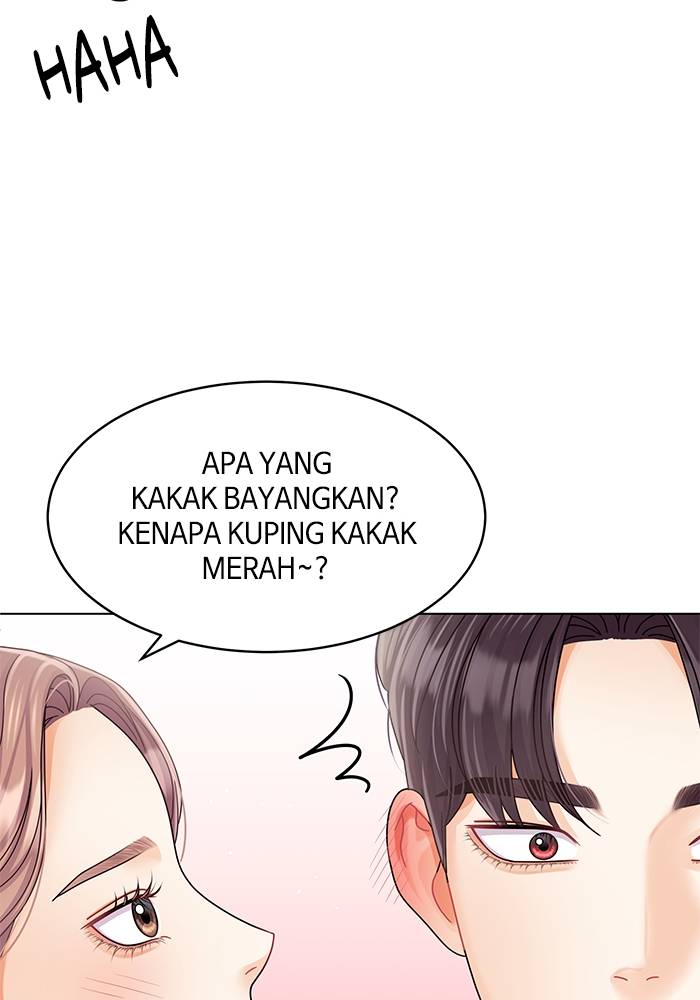 HAHA
APA YANG
KAKAK BAYANGKAN?
KENAPA KUPING KAKAK
MERAH~?